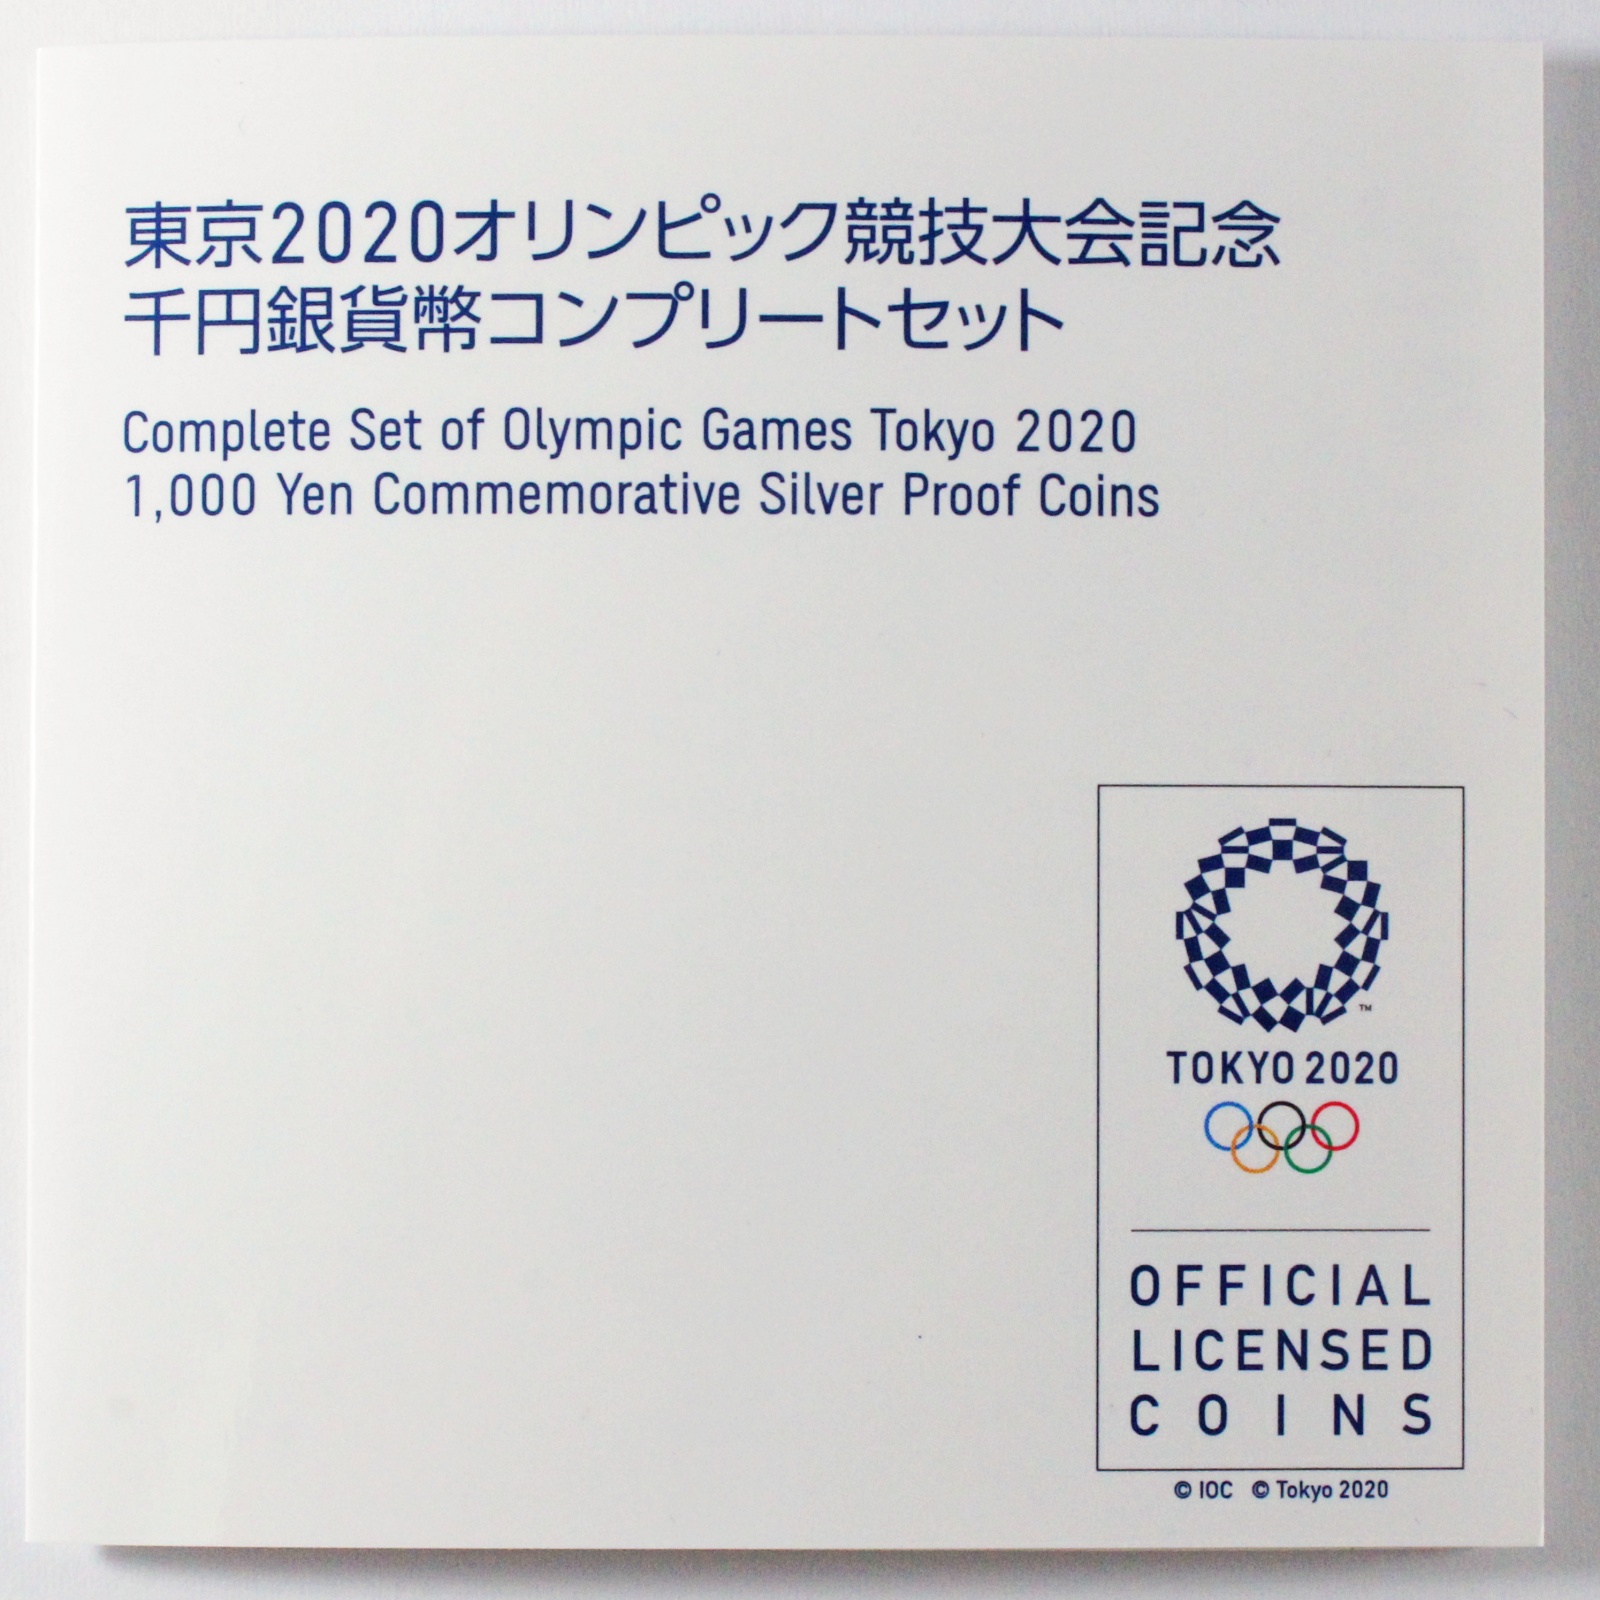 東京2020オリンピック競技大会記念
千円銀貨幣コンプリートセット
Complete Set of Olympic Games Tokyo 2020
1,000 Yen Commemorative Silver Proof Coins
TM
TOKYO 2020
OFFICIAL
LICENSED
COINS
© IOC © Tokyo 2020